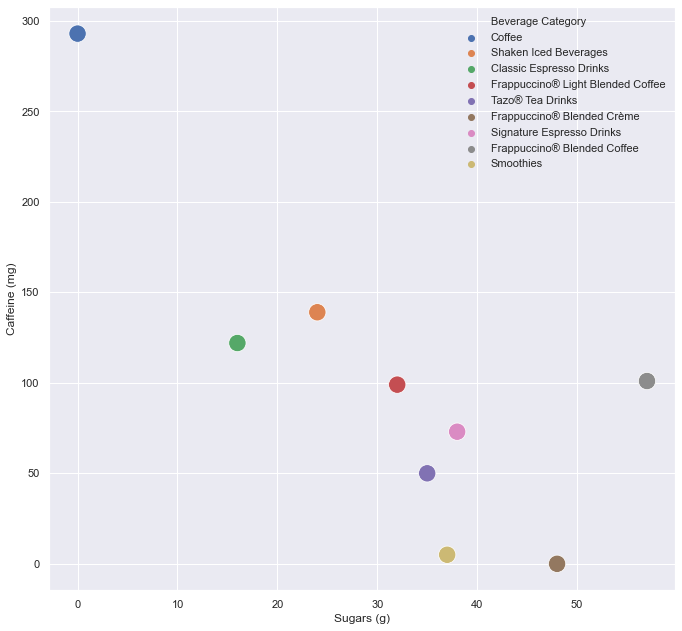 300
250
200
150
100
50
0
Caffeine (mg)
Beverage Category
Coffee
Shaken Iced Beverages
Classic Espresso Drinks
Frappuccino® Light Blended Coffee
Tazo® Tea Drinks
Frappuccino® Blended Crème
Signature Espresso Drinks
Frappuccino® Blended Coffee
Smoothies
0 10 20 30 40 50
Sugars (g)